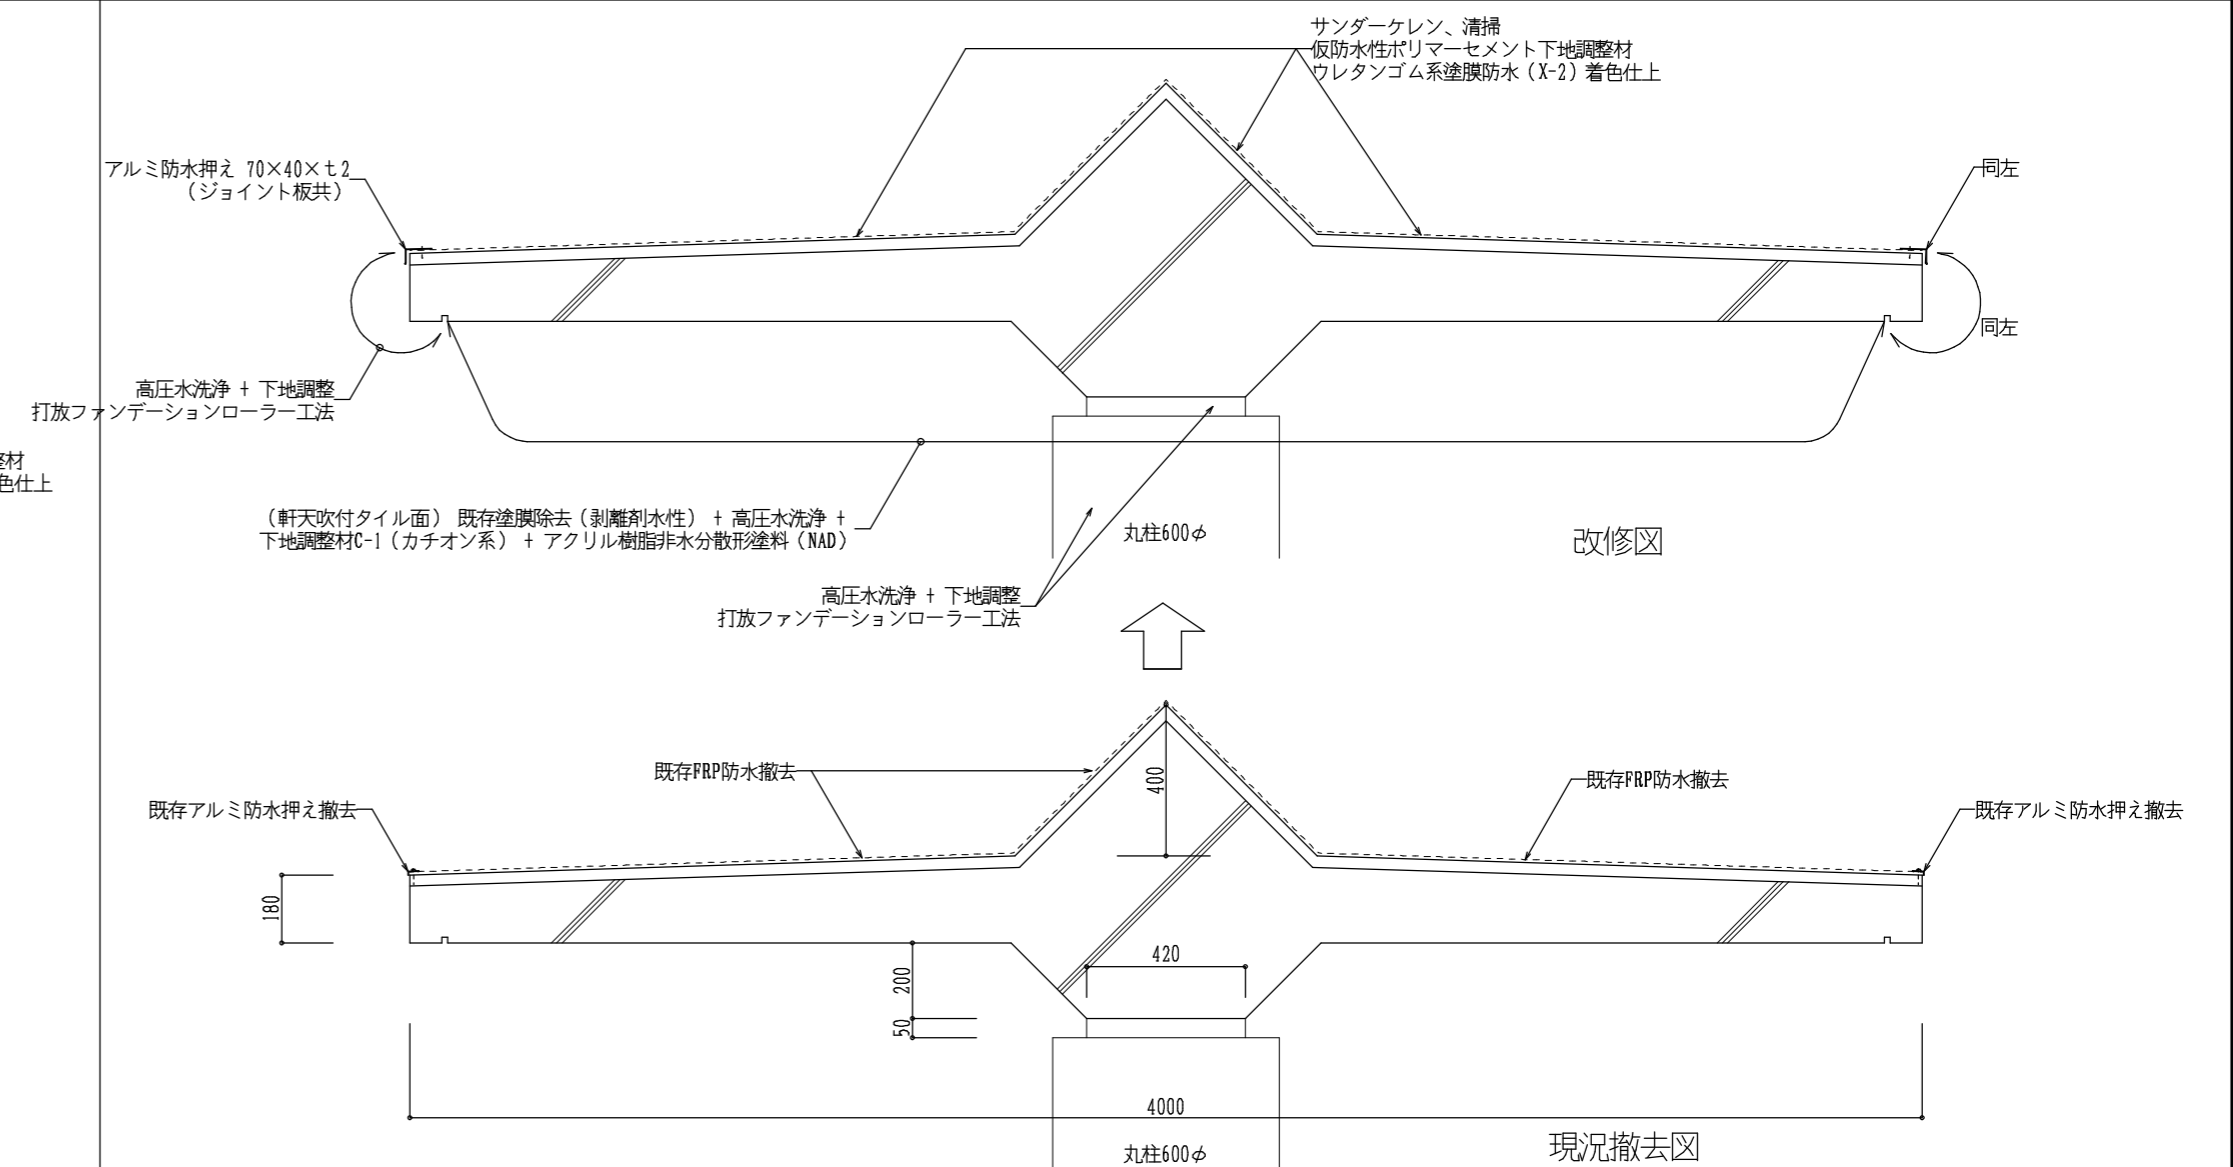 サンダーケレン、清掃
仮防水性ポリマーセメント下地調整材
ウレタンゴム系塗膜防水（X-2）着色仕上
アルミ防水押え 70×40×t2
（ジョイント板共）
同左
同左
高圧水洗浄 + 下地調整
打放ファンデーションローラー工法
整材
色仕上
（軒天吹付タイル面） 既存塗膜除去（剥離剤水性） + 高圧水洗浄 +
下地調整材C-1（カチオン系） + アクリル樹脂非水分散形塗料（NAD）
丸柱600φ
改修図
高圧水洗浄 + 下地調整
打放ファンデーションローラー工法
既存FRP防水撤去
400
既存FRP防水撤去
既存アルミ防水押え撤去
既存アルミ防水押え撤去
180
200
420
50
4000
丸柱600φ
現況撤去図